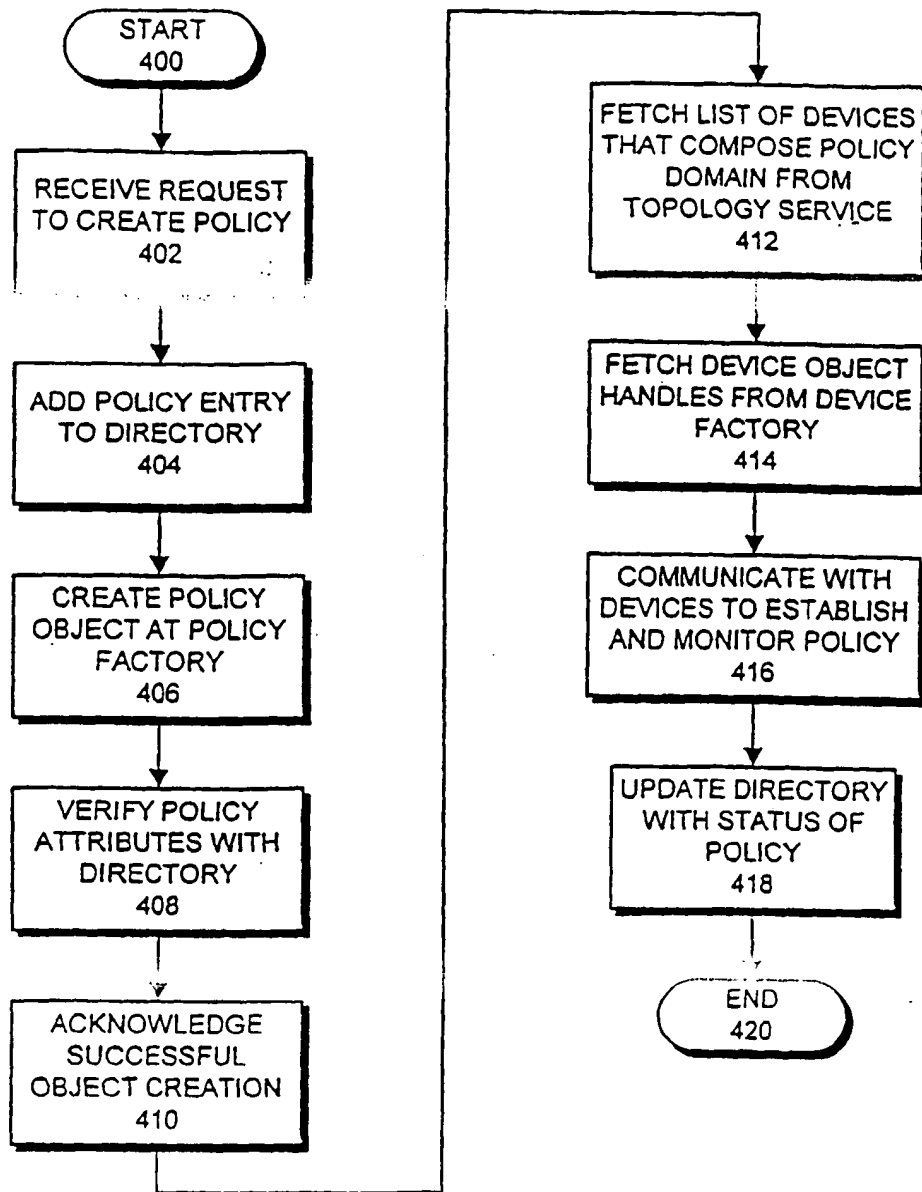 START
400
RECEIVE REQUEST
TO CREATE POLICY
402
ADD POLICY ENTRY
TO DIRECTORY
404
CREATE POLICY
OBJECT AT POLICY
FACTORY
406
VERIFY POLICY
ATTRIBUTES WITH
DIRECTORY
408
ACKNOWLEDGE
SUCCESSFUL
OBJECT CREATION
410
FETCH LIST OF DEVICES
THAT COMPOSE POLICY
DOMAIN FROM
TOPOLOGY SERVICE
412
FETCH DEVICE OBJECT
HANDLES FROM DEVICE
FACTORY
414
COMMUNICATE WITH
DEVICES TO ESTABLISH
AND MONITOR POLICY
416
UPDATE DIRECTORY
WITH STATUS OF
POLICY
418
END
420